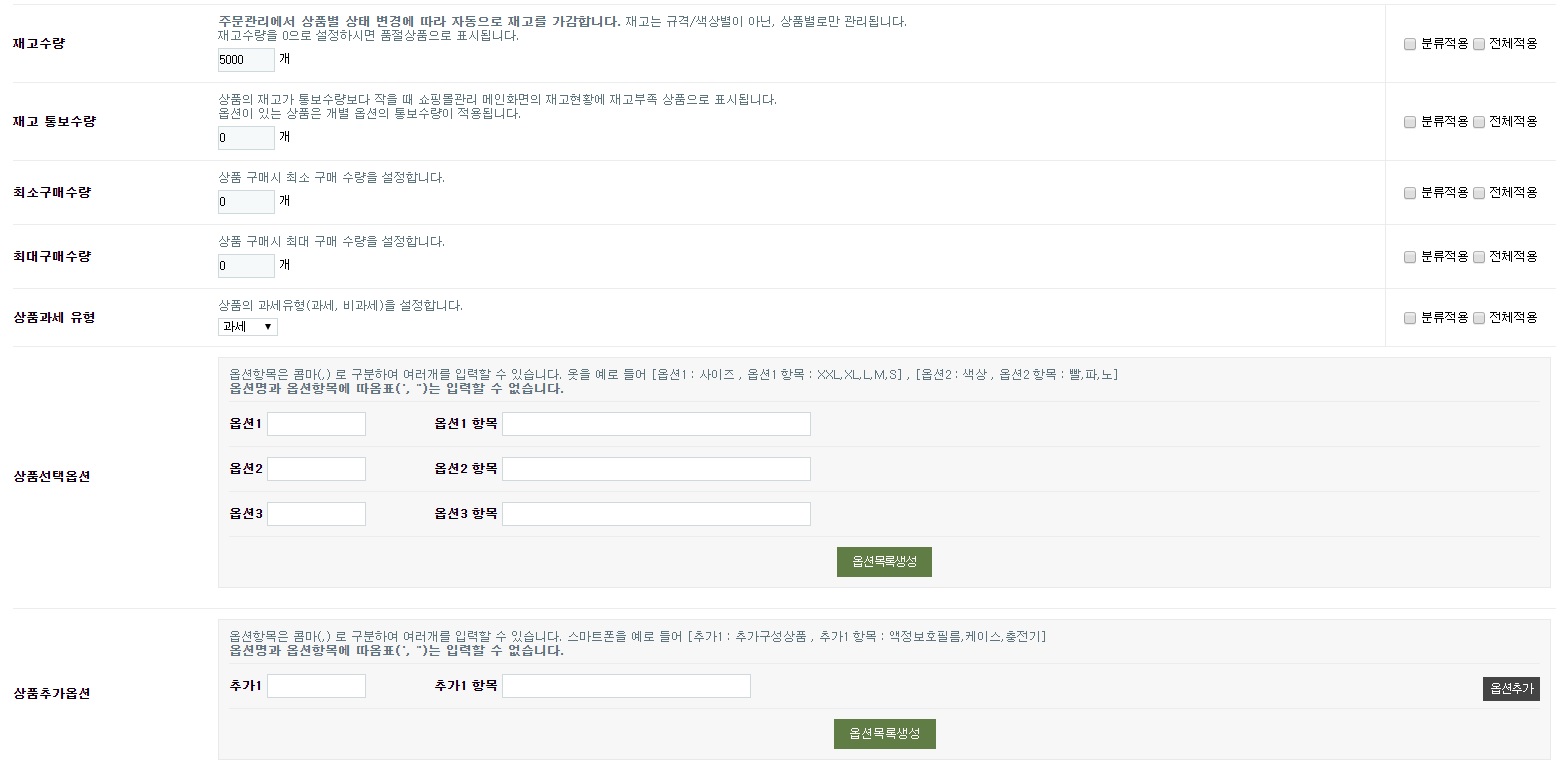 주문관리에서 상품별 상태 변경에 따라 자동으로 재고를 가감합니다. 재고는 규격/색상별이 아닌, 상품별로만 관리됩니다.
재고수량을 0으로 설정하시면 품절상품으로 표시됩니다.
재고수량 5000 개 분류적용 전체적용
상품의 재고가 통보수량보다 작을 때 쇼핑몰관리 메인화면의 재고현황에 재고부족 상품으로 표시됩니다.
옵션이 있는 상품은 개별 옵션의 통보수량이 적용됩니다.
재고 통보수량 0 개 분류적용 전체적용
상품 구매시 최소 구매 수량을 설정합니다.
최소구매수량 0 개 분류적용 전체적용
상품 구매시 최대 구매 수량을 설정합니다.
최대구매수량 0 개 분류적용 전체적용
상품의 과세유형(과세, 비과세)을 설정합니다.
상품과세 유형 과세 ▼ 분류적용 전체적용
옵션항목은 콤마(,) 로 구분하여 여러개를 입력할 수 있습니다. 옷을 예로 들어 [옵션1 : 사이즈 , 옵션1 항목 : XXL,XL,L,M,S] , [옵션2 : 색상 , 옵션2 항목 : 빨,파,노]
옵션명과 옵션항목에 따옴표(', ")는 입력할 수 없습니다.
옵션1 옵션1 항목
상품선택옵션 옵션2 옵션2 항목
옵션3 옵션3 항목
옵션목록생성
옵션항목은 콤마(,) 로 구분하여 여러개를 입력할 수 있습니다. 스마트폰을 예로 들어 [추가1 : 추가구성상품 , 추가1 항목 : 액정보호필름,케이스,충전기]
옵션명과 옵션항목에 따옴표(', ")는 입력할 수 없습니다.
상품추가옵션 추가1 추가1 항목 옵션추가
옵션목록생성